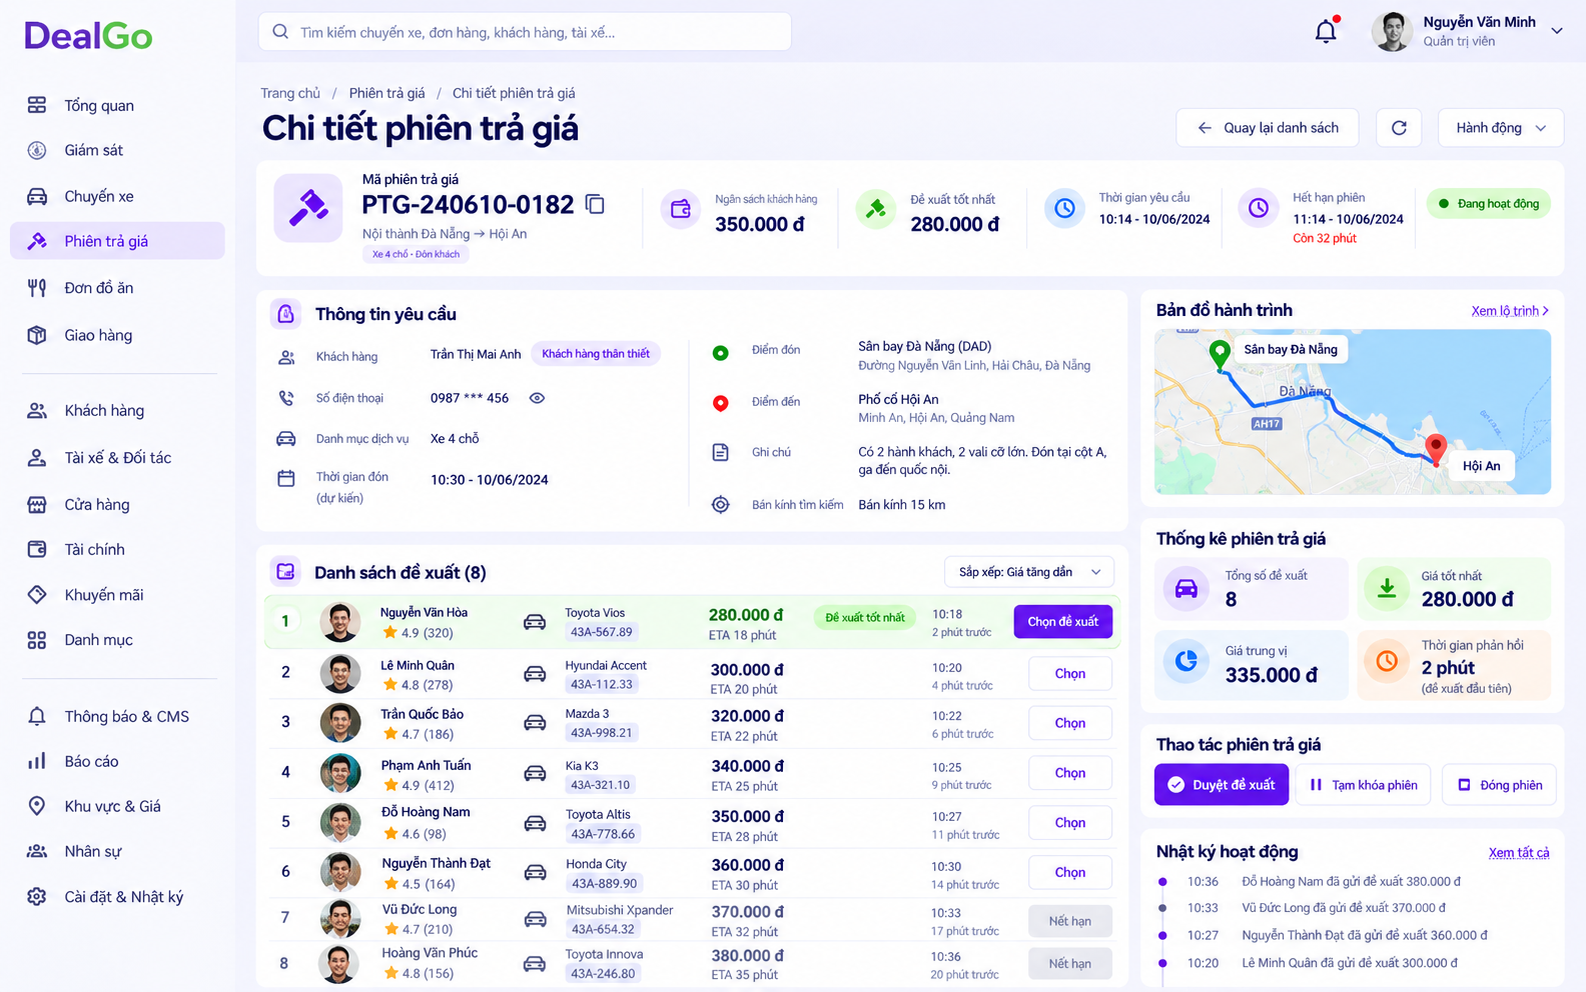 DealGo
Tìm kiếm chuyến xe, đơn hàng, khách hàng, tài xế...
Nguyễn Văn Minh
Quản trị viên
Tổng quan
Giám sát
Chuyến xe
Phiên trả giá
Đơn đồ ăn
Giao hàng
Khách hàng
Tài xế & Đối tác
Cửa hàng
Tài chính
Khuyến mãi
Danh mục
Thông báo & CMS
Báo cáo
Khu vực & Giá
Nhân sự
Cài đặt & Nhật ký
Trang chủ / Phiên trả giá / Chi tiết phiên trả giá
Chi tiết phiên trả giá
Quay lại danh sách
Hành động
Mã phiên trả giá
PTG-240610-0182
Nội thành Đà Nẵng → Hội An
Xe 4 chỗ - Đón khách
Ngân sách khách hàng
350.000 đ
Đề xuất tốt nhất
280.000 đ
Thời gian yêu cầu
10:14 - 10/06/2024
Hết hạn phiên
11:14 - 10/06/2024
Còn 32 phút
Đang hoạt động
Thông tin yêu cầu
Khách hàng
Trần Thị Mai Anh
Khách hàng thân thiết
Số điện thoại
0987 *** 456
Danh mục dịch vụ
Xe 4 chỗ
Thời gian đón
(dự kiến)
10:30 - 10/06/2024
Điểm đón
Sân bay Đà Nẵng (DAD)
Đường Nguyễn Văn Linh, Hải Châu, Đà Nẵng
Điểm đến
Phố cổ Hội An
Minh An, Hội An, Quảng Nam
Ghi chú
Có 2 hành khách, 2 vali cỡ lớn. Đón tại cột A,
ga đến quốc nội.
Bán kính tìm kiếm
Bán kính 15 km
Bản đồ hành trình
Xem lộ trình
Sân bay Đà Nẵng
Đà Nẵng
AH17
Hội An
Danh sách đề xuất (8)
Sắp xếp: Giá tăng dần
1
Nguyễn Văn Hòa
4.9 (320)
Toyota Vios
43A-567.89
280.000 đ
ETA 18 phút
Đề xuất tốt nhất
10:18
2 phút trước
Chọn đề xuất
2
Lê Minh Quân
4.8 (278)
Hyundai Accent
43A-112.33
300.000 đ
ETA 20 phút
10:20
4 phút trước
Chọn
3
Trần Quốc Bảo
4.7 (186)
Mazda 3
43A-998.21
320.000 đ
ETA 22 phút
10:22
6 phút trước
Chọn
4
Phạm Anh Tuấn
4.9 (412)
Kia K3
43A-321.10
340.000 đ
ETA 25 phút
10:25
9 phút trước
Chọn
5
Đỗ Hoàng Nam
4.6 (98)
Toyota Altis
43A-778.66
350.000 đ
ETA 28 phút
10:27
11 phút trước
Chọn
6
Nguyễn Thành Đạt
4.5 (164)
Honda City
43A-889.90
360.000 đ
ETA 30 phút
10:30
14 phút trước
Chọn
7
Vũ Đức Long
4.7 (210)
Mitsubishi Xpander
43A-654.32
370.000 đ
ETA 32 phút
10:33
17 phút trước
Nết hạn
8
Hoàng Văn Phúc
4.8 (156)
Toyota Innova
43A-246.80
380.000 đ
ETA 35 phút
10:36
20 phút trước
Nết hạn
Thống kê phiên trả giá
Tổng số đề xuất
8
Giá tốt nhất
280.000 đ
Giá trung vị
335.000 đ
Thời gian phản hồi
2 phút
(đề xuất đầu tiên)
Thao tác phiên trả giá
Duyệt đề xuất
Tạm khóa phiên
Đóng phiên
Nhật ký hoạt động
Xem tất cả
10:36 Đỗ Hoàng Nam đã gửi đề xuất 380.000 đ
10:33 Vũ Đức Long đã gửi đề xuất 370.000 đ
10:27 Nguyễn Thành Đạt đã gửi đề xuất 360.000 đ
10:20 Lê Minh Quân đã gửi đề xuất 300.000 đ